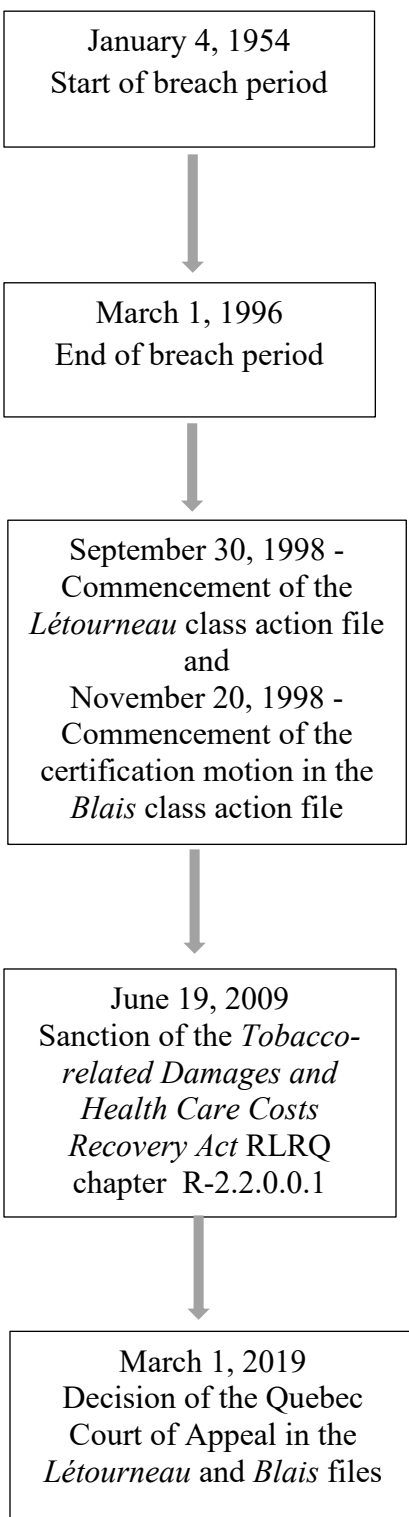 January 4, 1954
Start of breach period
March 1, 1996
End of breach period
September 30, 1998 -
Commencement of the
Létourneau class action file
and
November 20, 1998 -
Commencement of the
certification motion in the
Blais class action file
June 19, 2009
Sanction of the Tobacco-
related Damages and
Health Care Costs
Recovery Act RLRQ
chapter R-2.2.0.0.1
March 1, 2019
Decision of the Quebec
Court of Appeal in the
Létourneau and Blais files